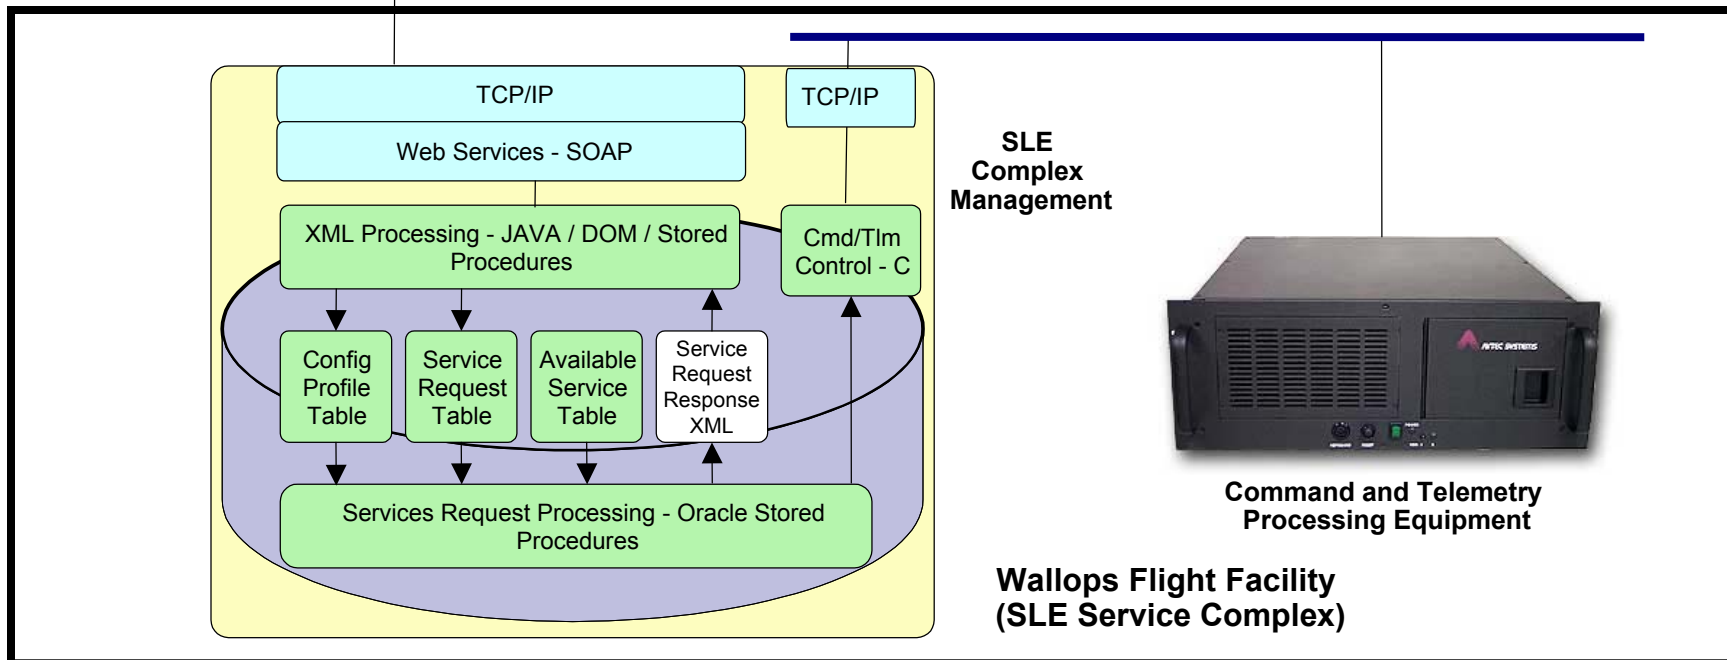 TCP/IP
TCP/IP
Web Services - SOAP
SLE
Complex
Management
XML Processing - JAVA / DOM / Stored
Procedures
Cmd/Tlm
Control - C
Config
Profile
Table
Service
Request
Table
Available
Service
Table
Service
Request
Response
XML
AVTEC SYSTEMS
Services Request Processing - Oracle Stored
Procedures
Command and Telemetry
Processing Equipment
Wallops Flight Facility
(SLE Service Complex)